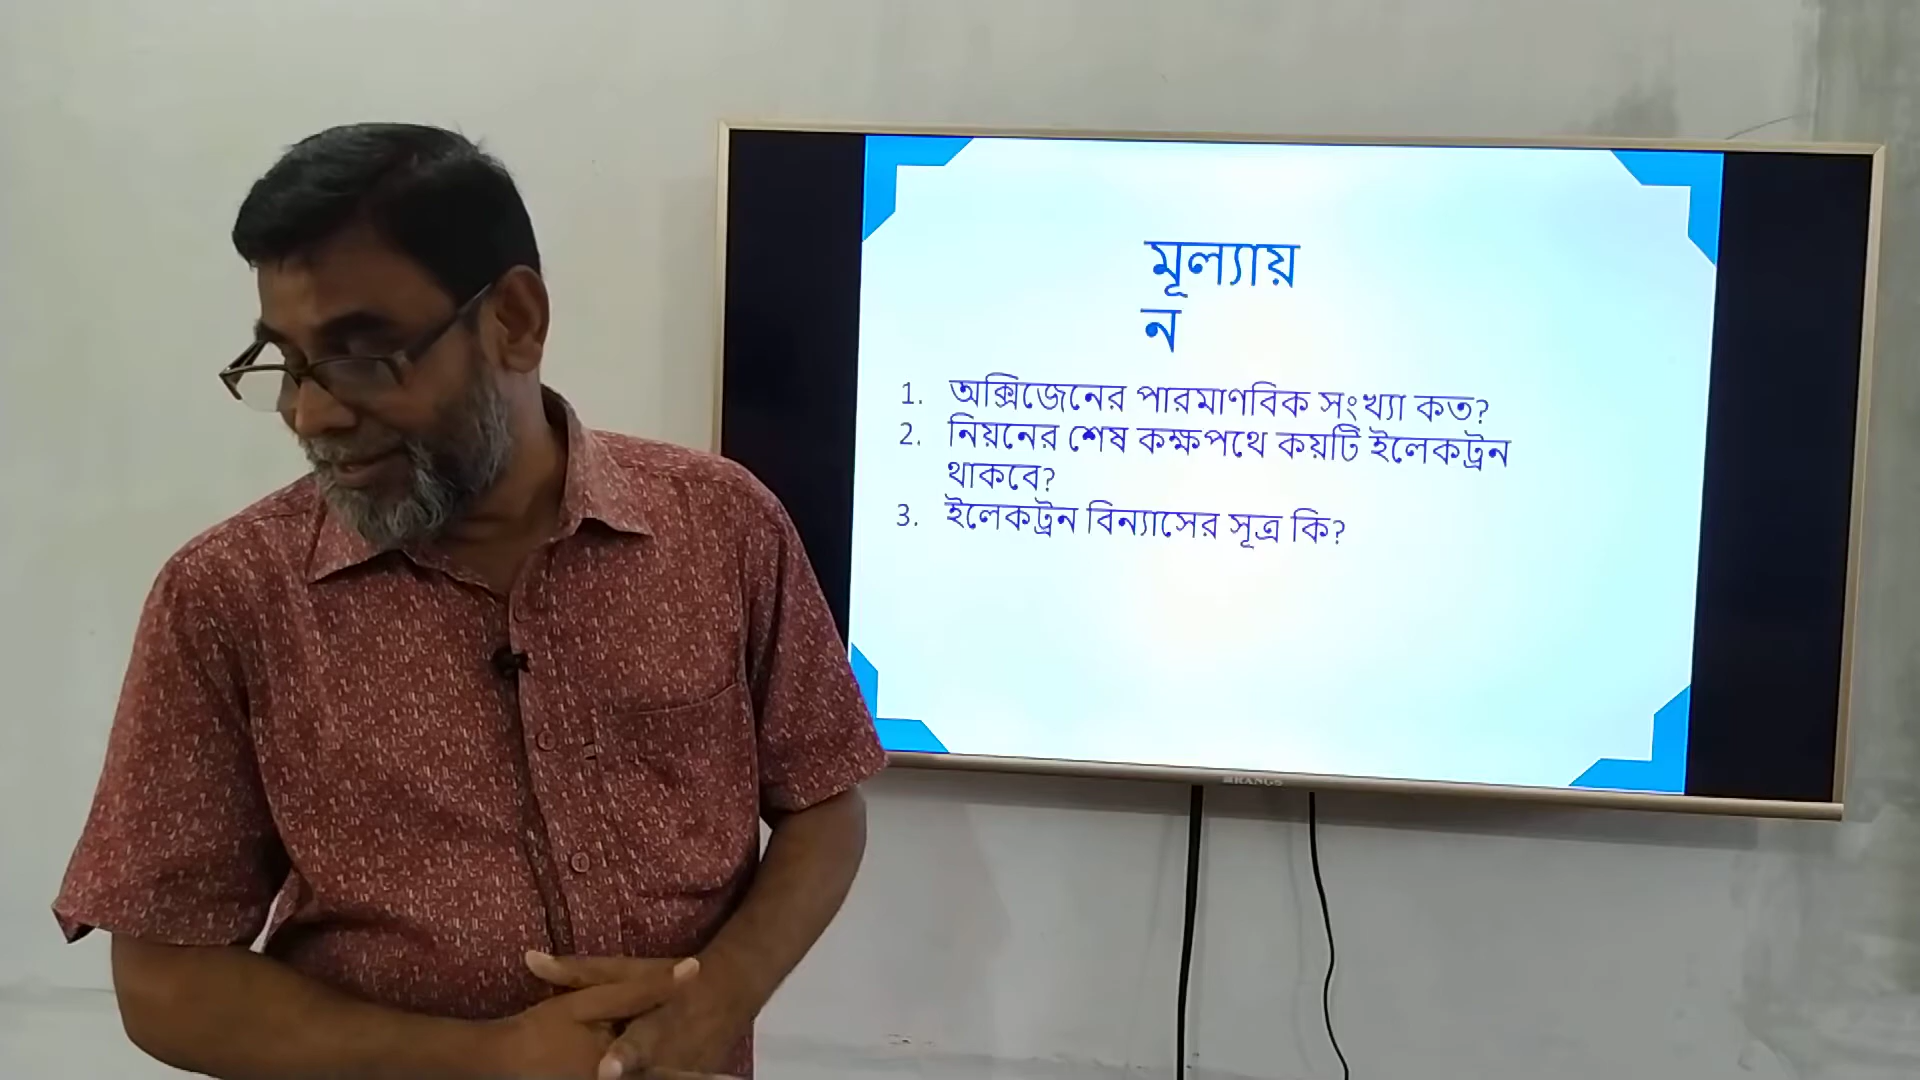 মূল্যায়
ন
1. অক্সিজেনের পারমাণবিক সংখ্যা কত?
2. নিয়নের শেষ কক্ষপথে কয়টি ইলেকট্রন
থাকবে?
3. ইলেকট্রন বিন্যাসের সূত্র কি?